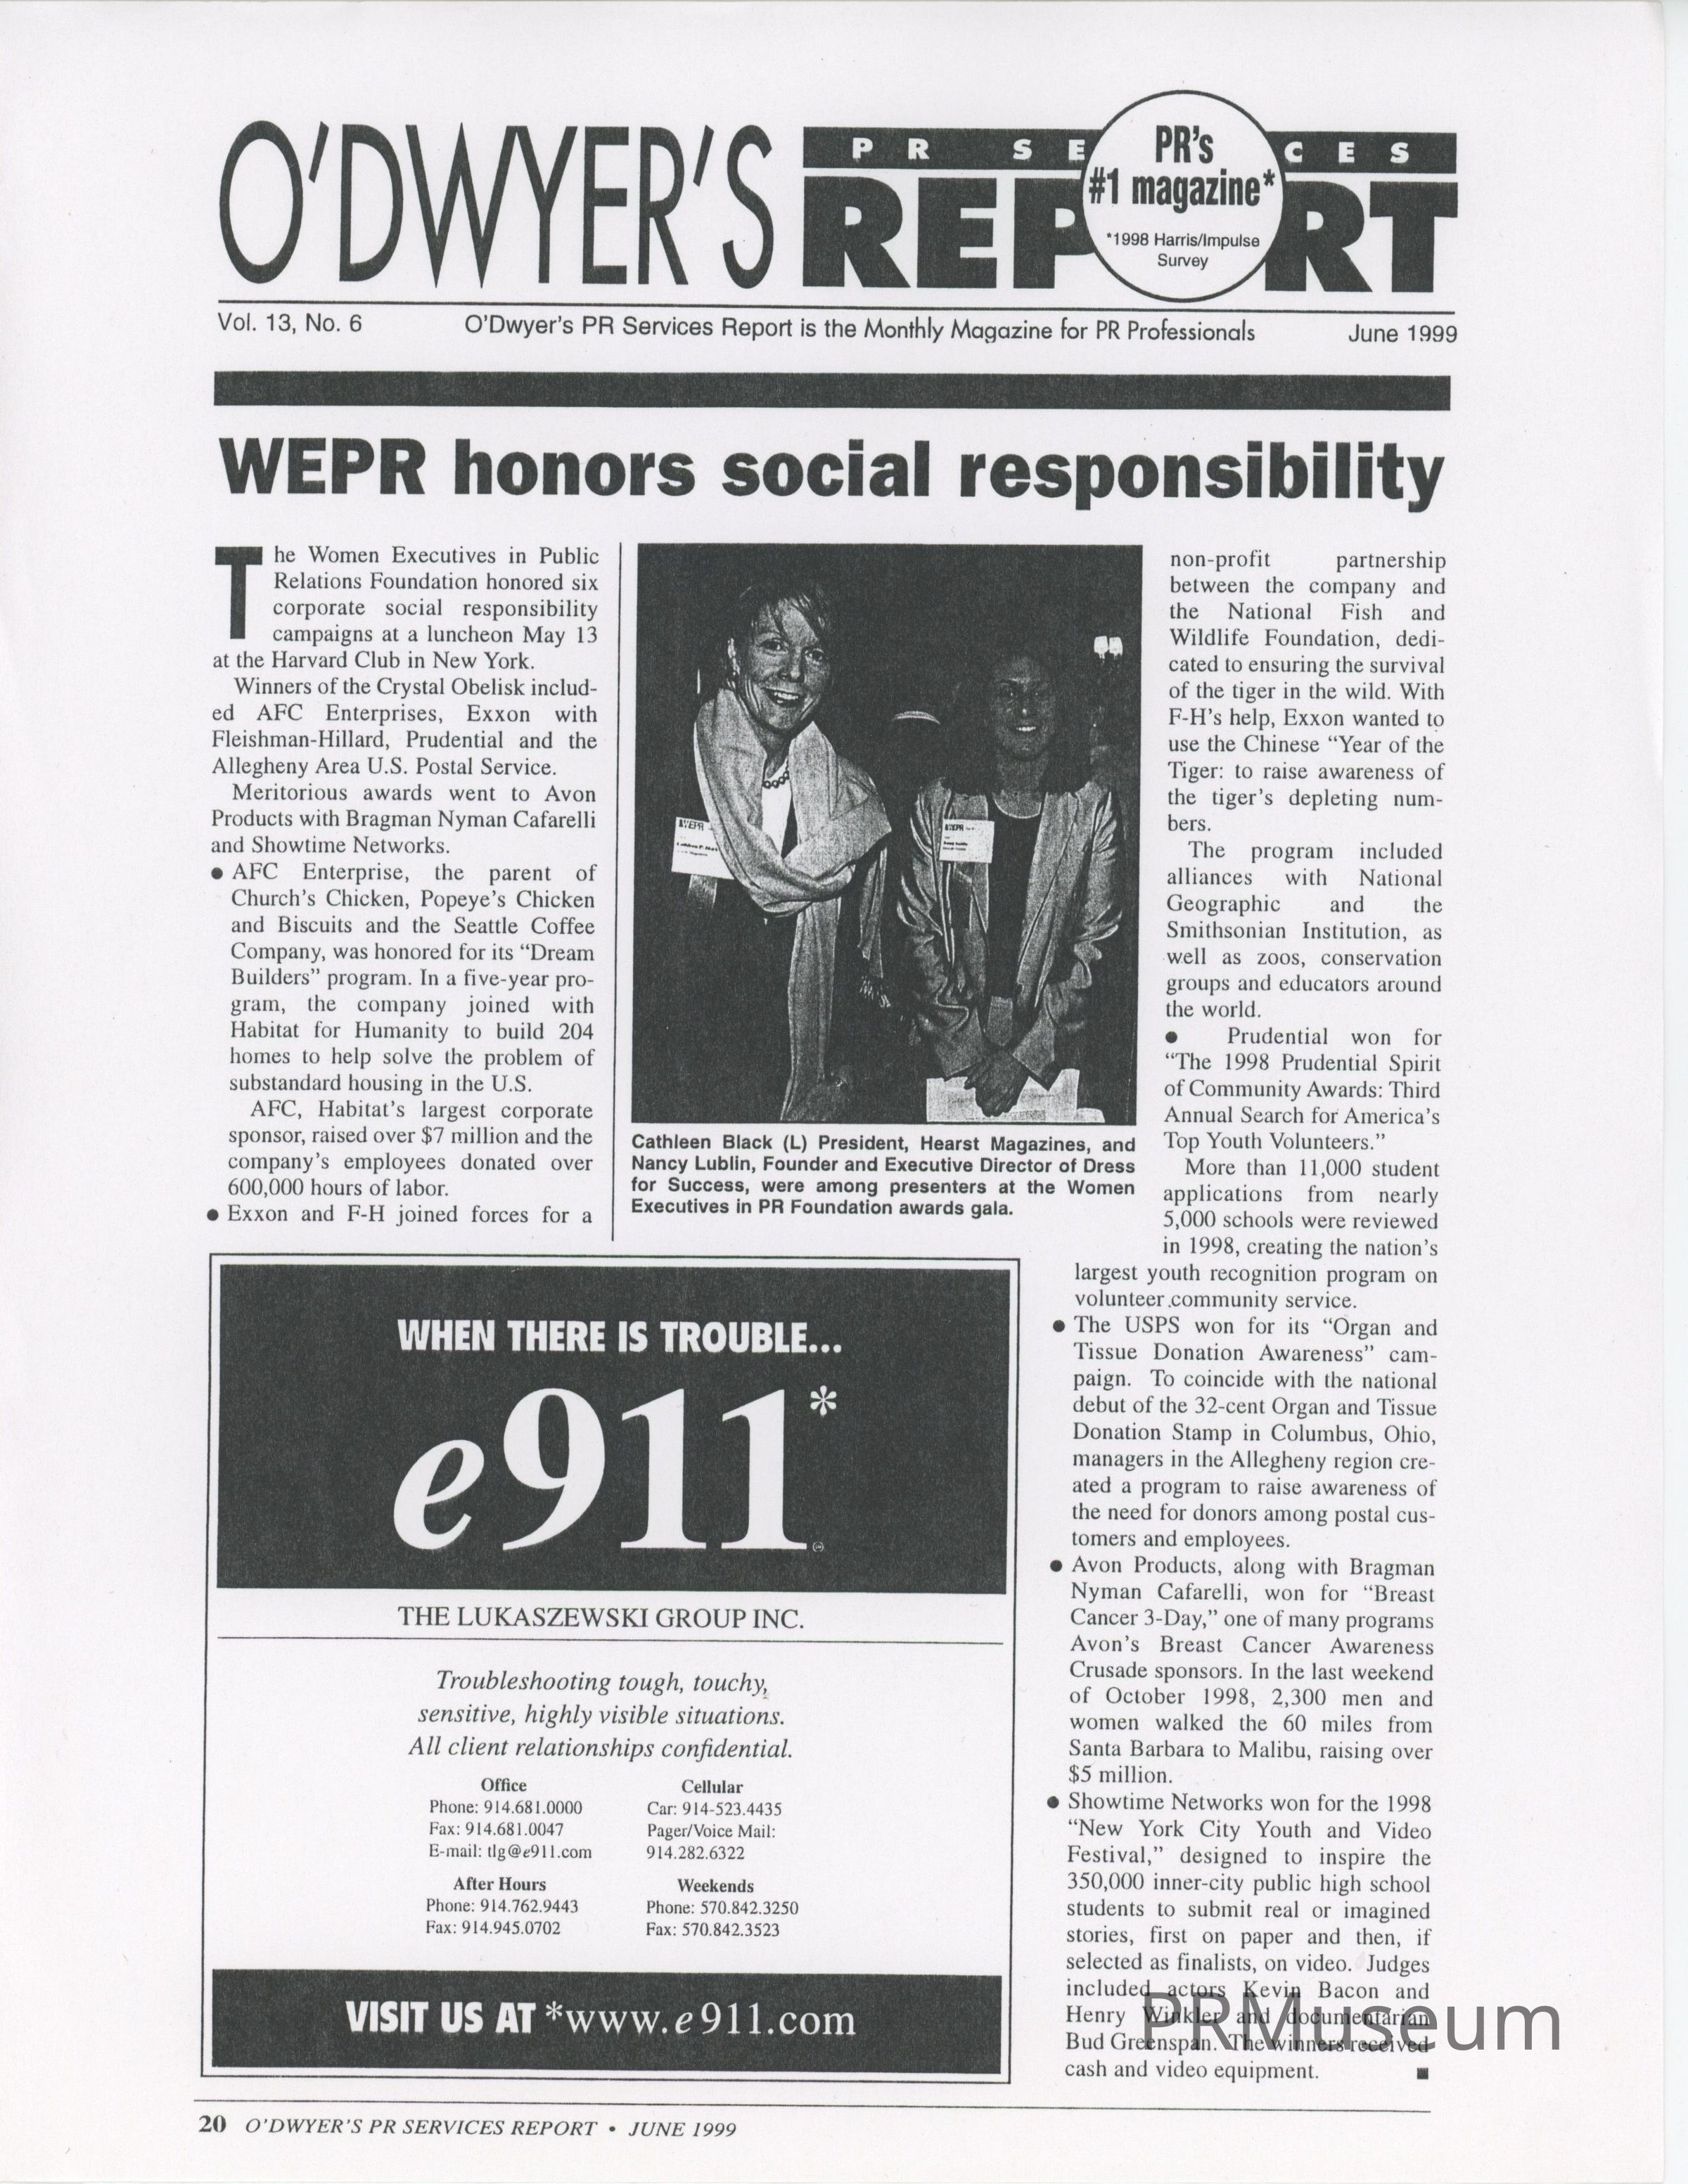 O'DWYER'S
PR SE CES
REP RT
PR's
#1 magazine*
*1998 Harris/Impulse
Survey
Vol. 13, No. 6 O'Dwyer's PR Services Report is the Monthly Magazine for PR Professionals June 1999
WEPR honors social responsibility
The Women Executives in Public
Relations Foundation honored six
corporate social responsibility
campaigns at a luncheon May 13
at the Harvard Club in New York.
Winners of the Crystal Obelisk includ-
ed AFC Enterprises, Exxon with
Fleishman-Hillard, Prudential and the
Allegheny Area U.S. Postal Service.
Meritorious awards went to Avon
Products with Bragman Nyman Cafarelli
and Showtime Networks.
● AFC Enterprise, the parent of
Church's Chicken, Popeye's Chicken
and Biscuits and the Seattle Coffee
Company, was honored for its “Dream
Builders” program. In a five-year pro-
gram, the company joined with
Habitat for Humanity to build 204
homes to help solve the problem of
substandard housing in the U.S.
AFC, Habitat's largest corporate
sponsor, raised over $7 million and the
company's employees donated over
600,000 hours of labor.
● Exxon and F-H joined forces for a
WEPR
WEPR
Cathleen Black (L) President, Hearst Magazines, and
Nancy Lublin, Founder and Executive Director of Dress
for Success, were among presenters at the Women
Executives in PR Foundation awards gala.
non-profit partnership
between the company and
the National Fish and
Wildlife Foundation, dedi-
cated to ensuring the survival
of the tiger in the wild. With
F-H's help, Exxon wanted to
use the Chinese “Year of the
Tiger: to raise awareness of
the tiger's depleting num-
bers.
The program included
alliances with National
Geographic and the
Smithsonian Institution, as
well as zoos, conservation
groups and educators around
the world.
● Prudential won for
“The 1998 Prudential Spirit
of Community Awards: Third
Annual Search for America's
Top Youth Volunteers.”
More than 11,000 student
applications from nearly
5,000 schools were reviewed
in 1998, creating the nation's
largest youth recognition program on
volunteer community service.
● The USPS won for its “Organ and
Tissue Donation Awareness” cam-
paign. To coincide with the national
debut of the 32-cent Organ and Tissue
Donation Stamp in Columbus, Ohio,
managers in the Allegheny region cre-
ated a program to raise awareness of
the need for donors among postal cus-
tomers and employees.
● Avon Products, along with Bragman
Nyman Cafarelli, won for “Breast
Cancer 3-Day,” one of many programs
Avon's Breast Cancer Awareness
Crusade sponsors. In the last weekend
of October 1998, 2,300 men and
women walked the 60 miles from
Santa Barbara to Malibu, raising over
$5 million.
● Showtime Networks won for the 1998
“New York City Youth and Video
Festival,” designed to inspire the
350,000 inner-city public high school
students to submit real or imagined
stories, first on paper and then, if
selected as finalists, on video. Judges
included actors Kevin Bacon and
Henry Winkler and documentarian
Bud Greenspan. The winners received
cash and video equipment. ■
WHEN THERE IS TROUBLE...
e911*
THE LUKASZEWSKI GROUP INC.
Troubleshooting tough, touchy,
sensitive, highly visible situations.
All client relationships confidential.
Office
Phone: 914.681.0000
Fax: 914.681.0047
E-mail: tlg@e911.com
Cellular
Car: 914-523.4435
Pager/Voice Mail:
914.282.6322
After Hours
Phone: 914.762.9443
Fax: 914.945.0702
Weekends
Phone: 570.842.3250
Fax: 570.842.3523
VISIT US AT *www.e911.com
PRMuseum
20 O'DWYER'S PR SERVICES REPORT • JUNE 1999